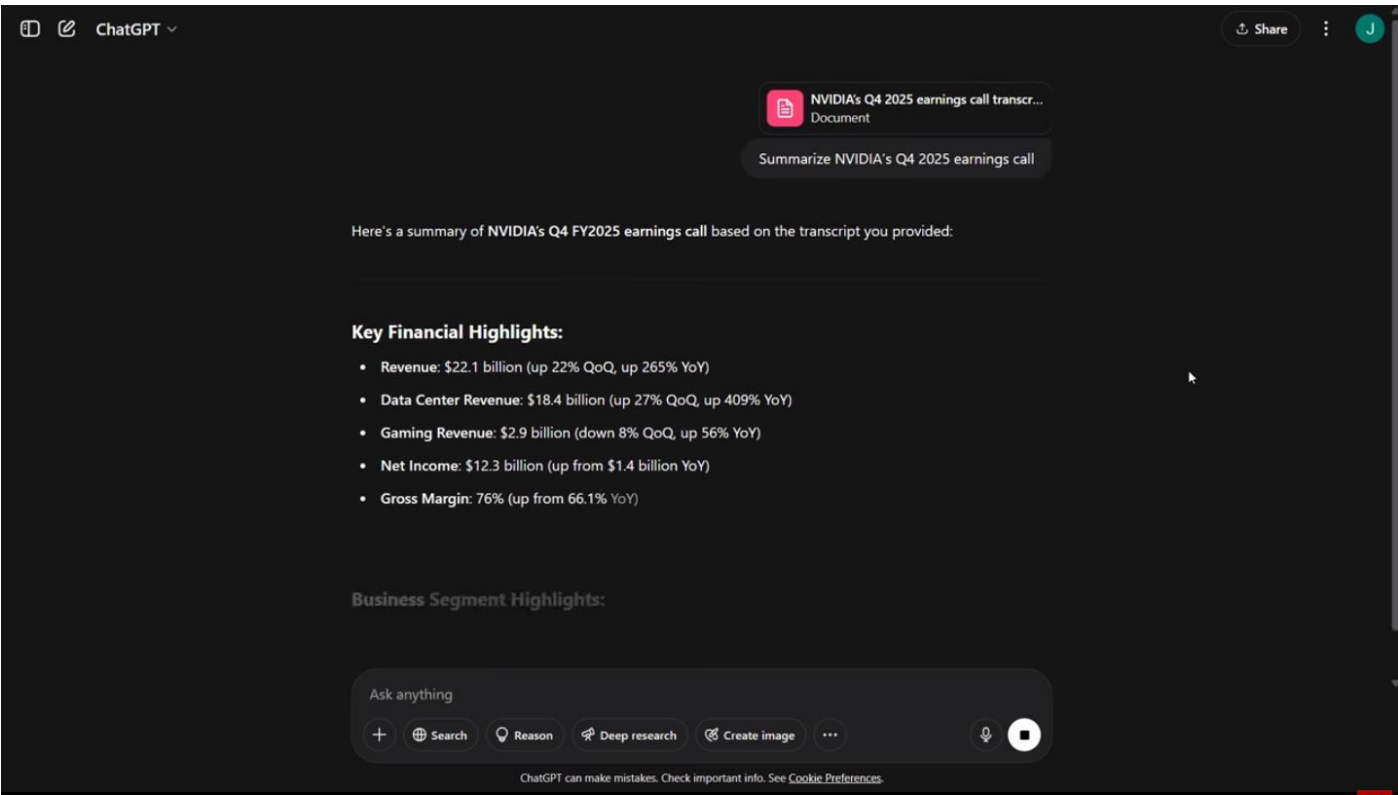 ChatGPT
Share
J
NVIDIA's Q4 2025 earnings call transcr...
Document
Summarize NVIDIA's Q4 2025 earnings call
Here's a summary of NVIDIA's Q4 FY2025 earnings call based on the transcript you provided:
Key Financial Highlights:
• Revenue: $22.1 billion (up 22% QoQ, up 265% YoY)
• Data Center Revenue: $18.4 billion (up 27% QoQ, up 409% YoY)
• Gaming Revenue: $2.9 billion (down 8% QoQ, up 56% YoY)
• Net Income: $12.3 billion (up from $1.4 billion YoY)
• Gross Margin: 76% (up from 66.1% YoY)
Business Segment Highlights:
Ask anything
Search Reason Deep research Create image
ChatGPT can make mistakes. Check important info. See Cookie Preferences.